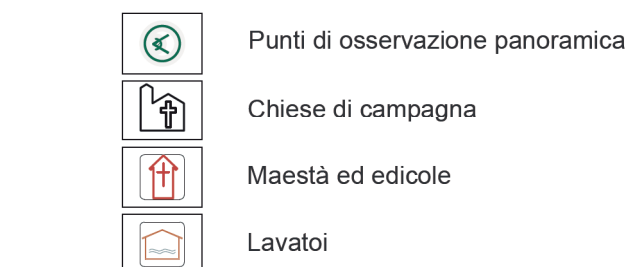 Punti di osservazione panoramica
Chiese di campagna
Maestà ed edicole
Lavatoi